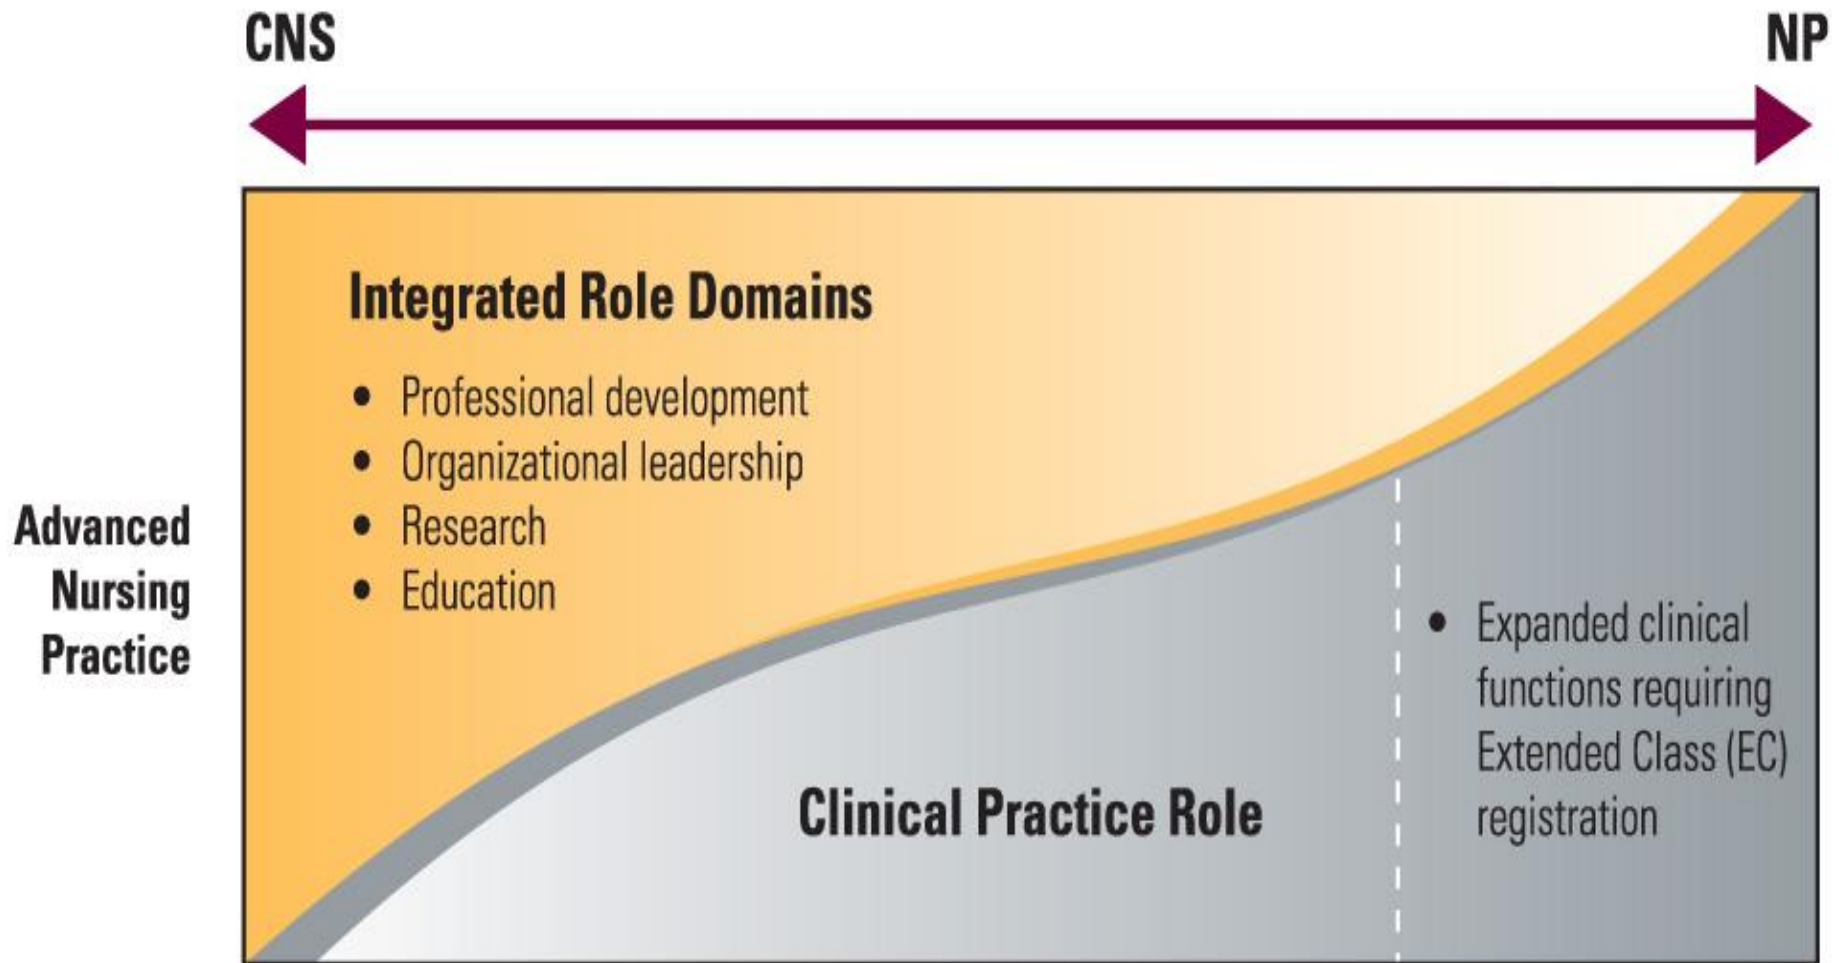 CNS
NP
Integrated Role Domains
• Professional development
• Organizational leadership
• Research
• Education
Advanced
Nursing
Practice
• Expanded clinical
functions requiring
Extended Class (EC)
registration
Clinical Practice Role